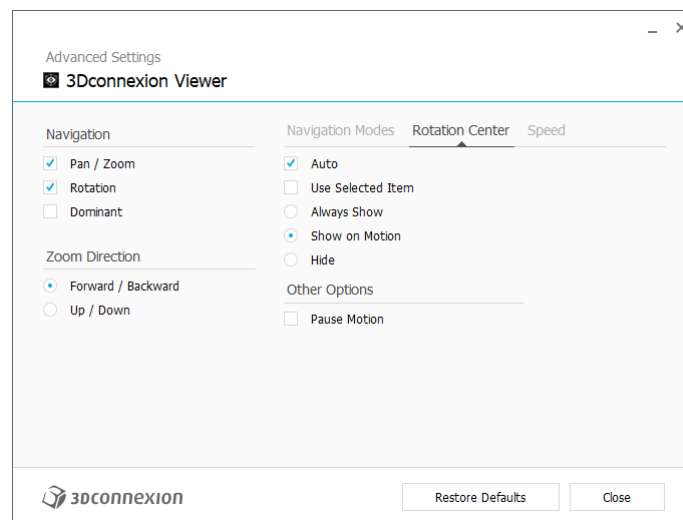 Advanced Settings
3Dconnexion Viewer
Navigation
Pan / Zoom
Rotation
Dominant
Zoom Direction
Forward / Backward
Up / Down
Navigation Modes Rotation Center Speed
Auto
Use Selected Item
Always Show
Show on Motion
Hide
Other Options
Pause Motion
3Dconnexion
Restore Defaults Close